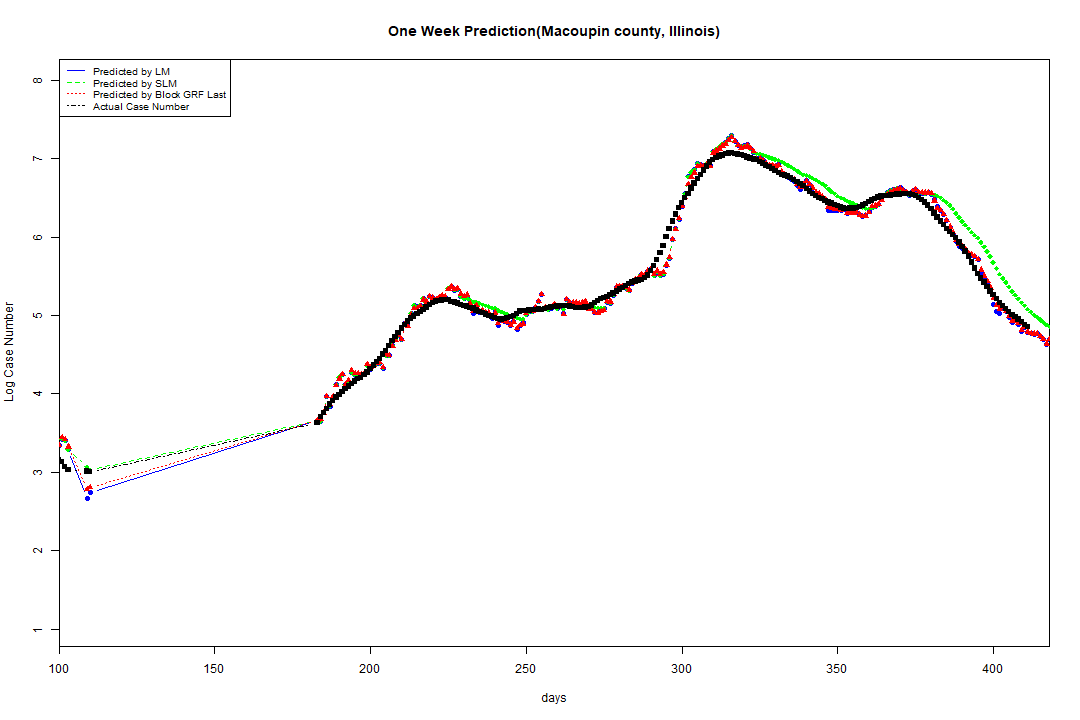 One Week Prediction(Macoupin county, Illinois)
Predicted by LM
Predicted by SLM
Predicted by Block GRF Last
Actual Case Number
8
7
6
5
4
3
2
1
Log Case Number
100 150 200 250 300 350 400
days